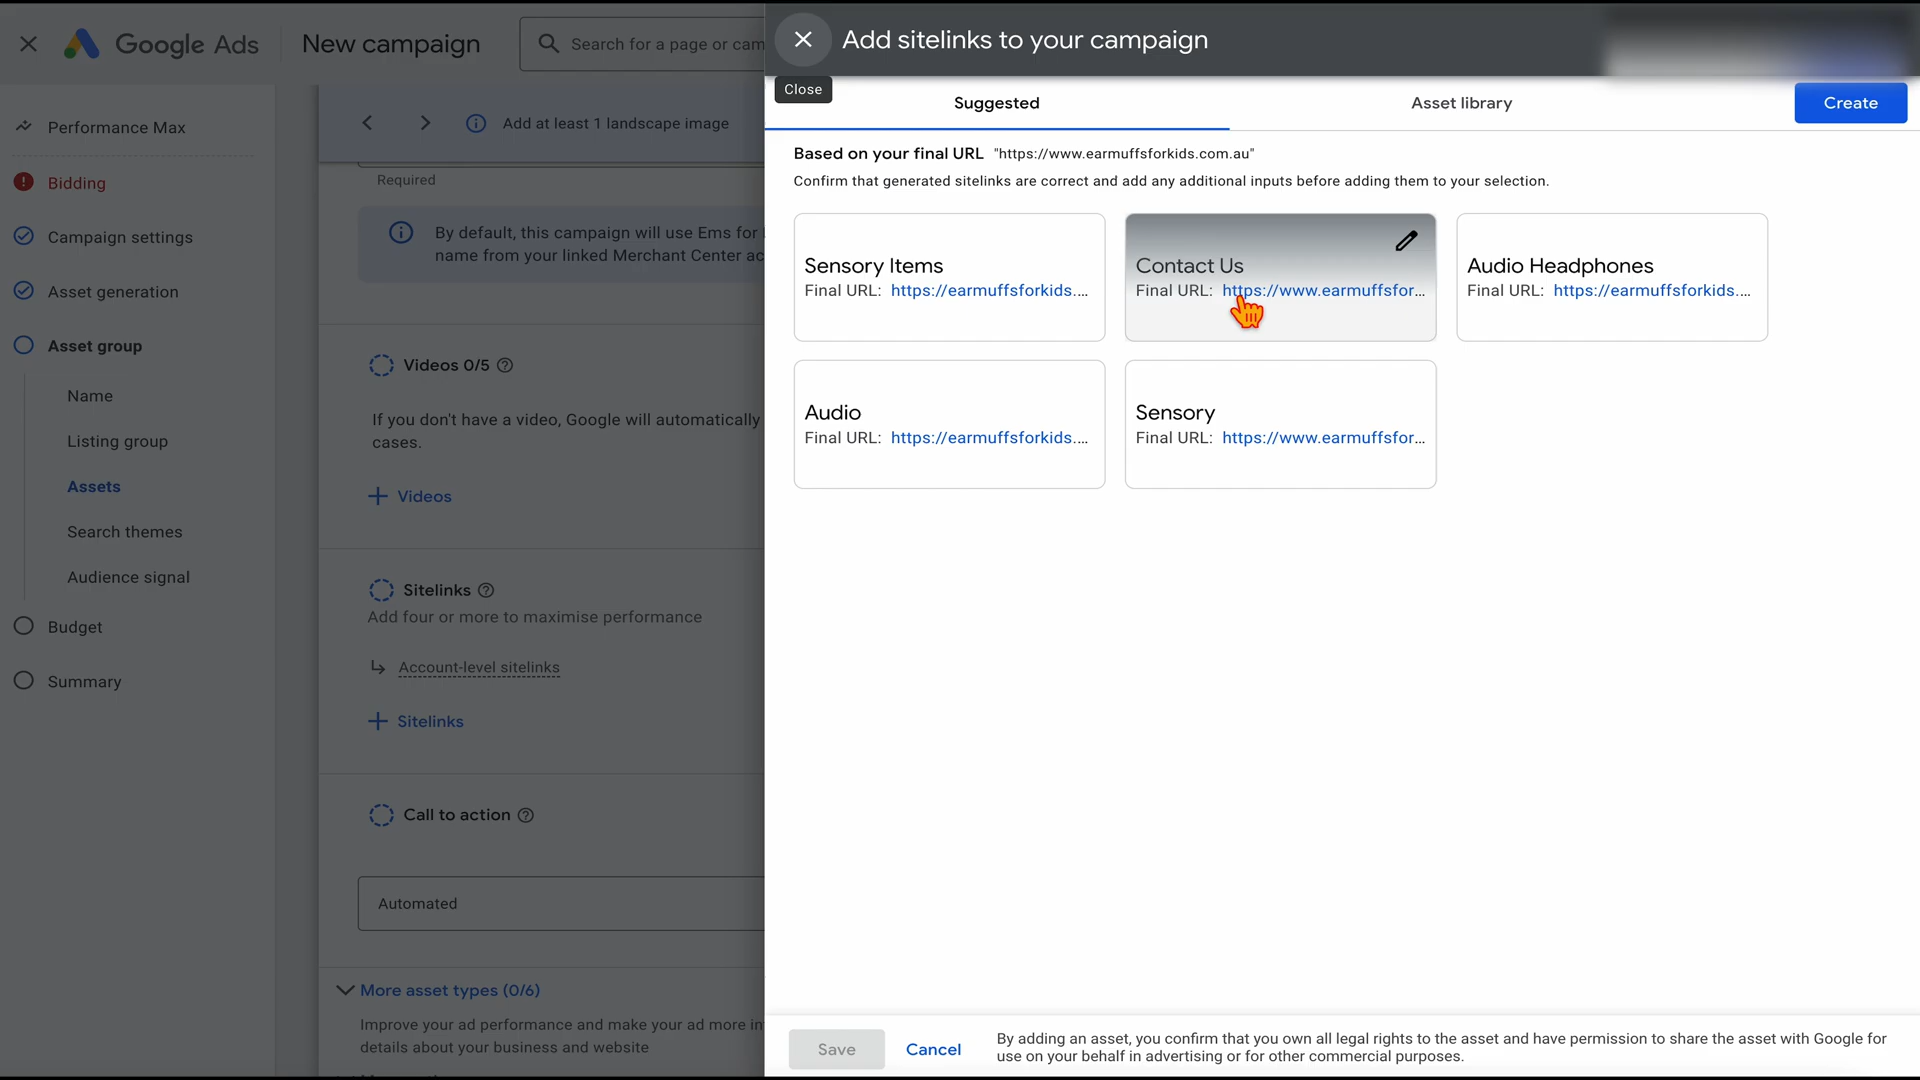 Google Ads
New campaign
Search for a page or cam
Performance Max
Bidding
Campaign settings
Asset generation
Asset group
Name
Listing group
Assets
Search themes
Audience signal
Budget
Summary
Add at least 1 landscape image
Required
By default, this campaign will use Ems for
name from your linked Merchant Center ac
Videos 0/5
If you don't have a video, Google will automatically
cases.
Videos
Sitelinks
Add four or more to maximise performance
Account-level sitelinks
Sitelinks
Call to action
Automated
More asset types (0/6)
Improve your ad performance and make your ad more in
details about your business and website
Add sitelinks to your campaign
Close
Suggested
Asset library
Create
Based on your final URL "https://www.earmuffsforkids.com.au"
Confirm that generated sitelinks are correct and add any additional inputs before adding them to your selection.
Sensory Items
Final URL: https://earmuffsforkids....
Contact Us
Final URL: https://www.earmuffsfor...
Audio Headphones
Final URL: https://earmuffsforkids....
Audio
Final URL: https://earmuffsforkids....
Sensory
Final URL: https://www.earmuffsfor...
Save
Cancel
By adding an asset, you confirm that you own all legal rights to the asset and have permission to share the asset with Google for
use on your behalf in advertising or for other commercial purposes.